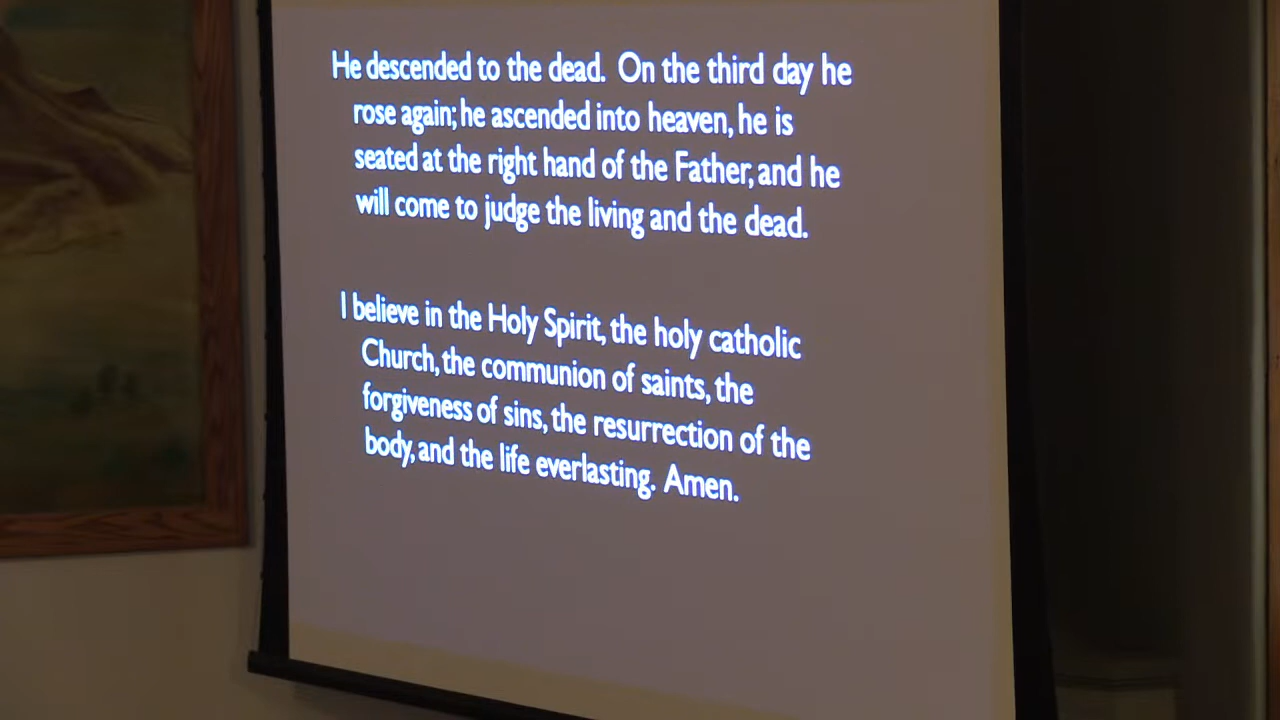 He descended to the dead. On the third day he
rose again; he ascended into heaven, he is
seated at the right hand of the Father, and he
will come to judge the living and the dead.
I believe in the Holy Spirit, the holy catholic
Church, the communion of saints, the
forgiveness of sins, the resurrection of the
body, and the life everlasting. Amen.